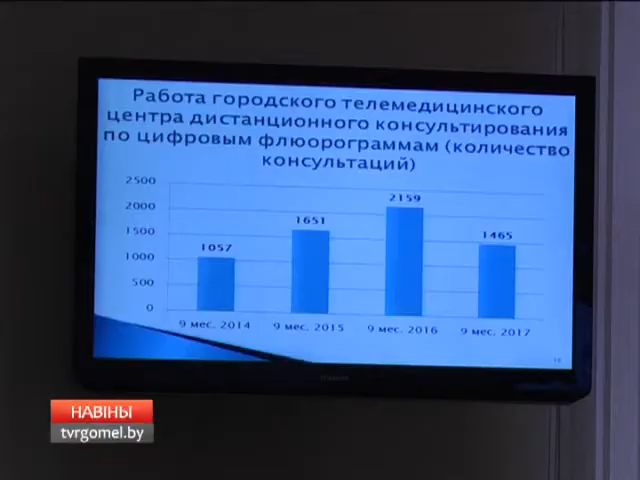 Работа городского телемедицинского
центра дистанционного консультирования
по цифровым флюорограммам (количество
консультаций)
2500
2000
1500
1000
500
0
1057
1651
2159
1465
9 мес. 2014
9 мес. 2015
9 мес. 2016
9 мес. 2017
НАВІНЫ
tvrgomel.by